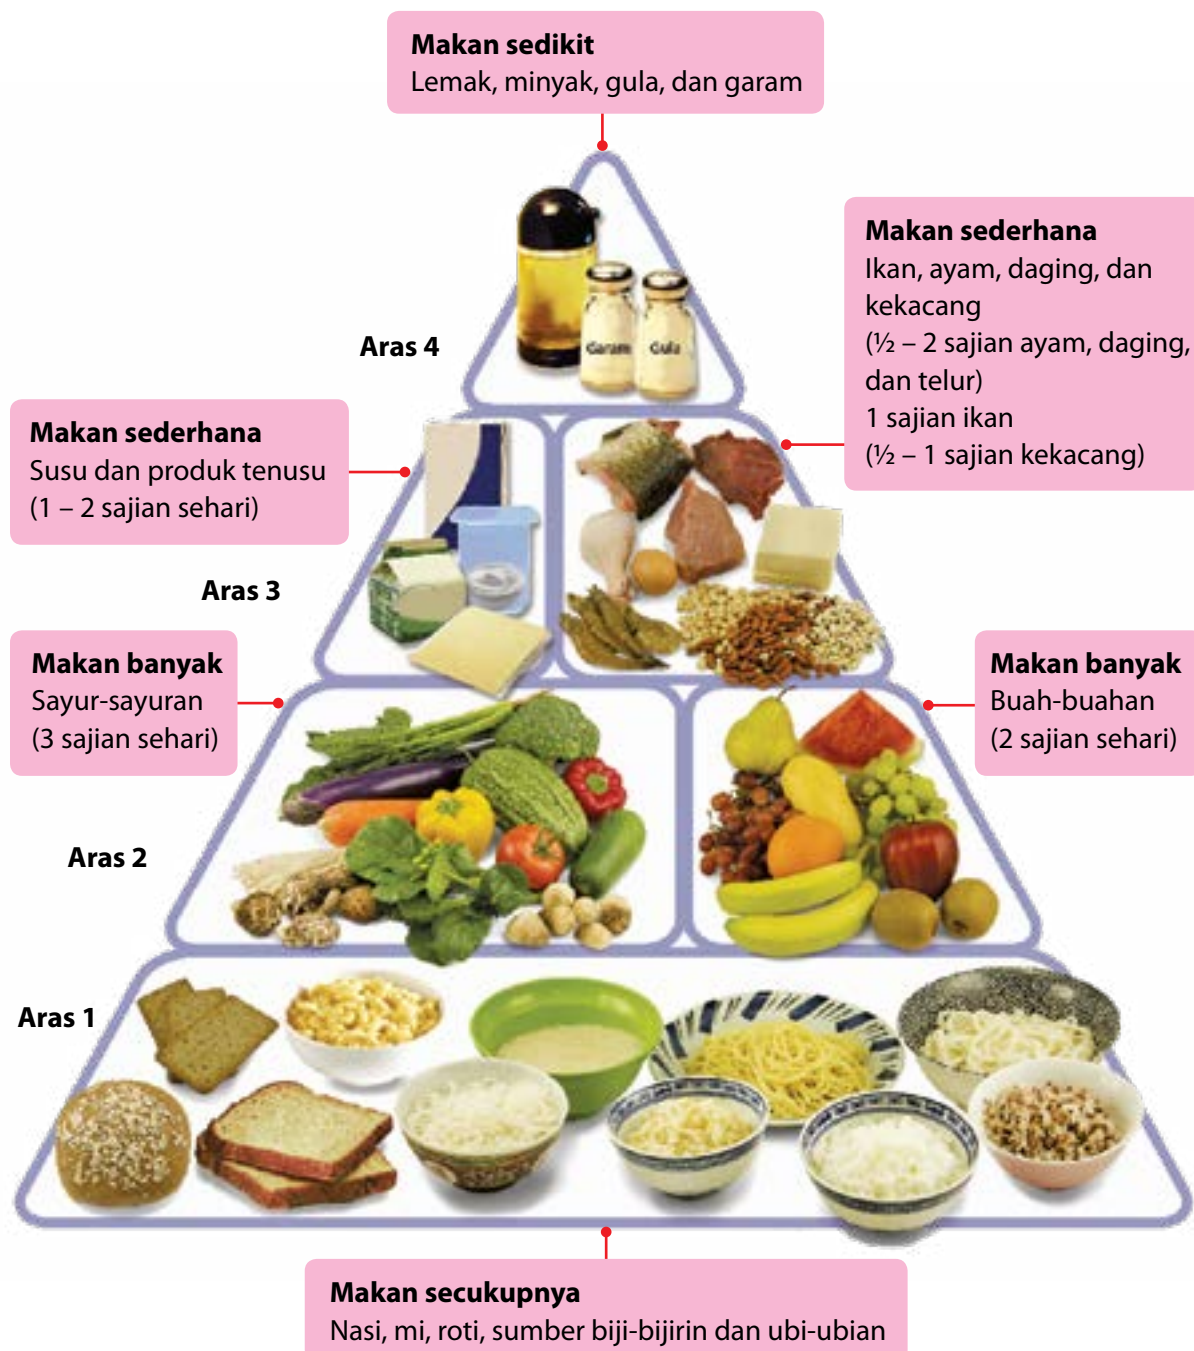 Makan sedikit
Lemak, minyak, gula, dan garam
Makan sederhana
Ikan, ayam, daging, dan
kekacang
(½ – 2 sajian ayam, daging,
dan telur)
1 sajian ikan
(½ – 1 sajian kekacang)
Garam
Gula
Aras 4
Makan sederhana
Susu dan produk tenusu
(1 – 2 sajian sehari)
Aras 3
Makan banyak
Sayur-sayuran
(3 sajian sehari)
Makan banyak
Buah-buahan
(2 sajian sehari)
Aras 2
Aras 1
Makan secukupnya
Nasi, mi, roti, sumber biji-bijirin dan ubi-ubian